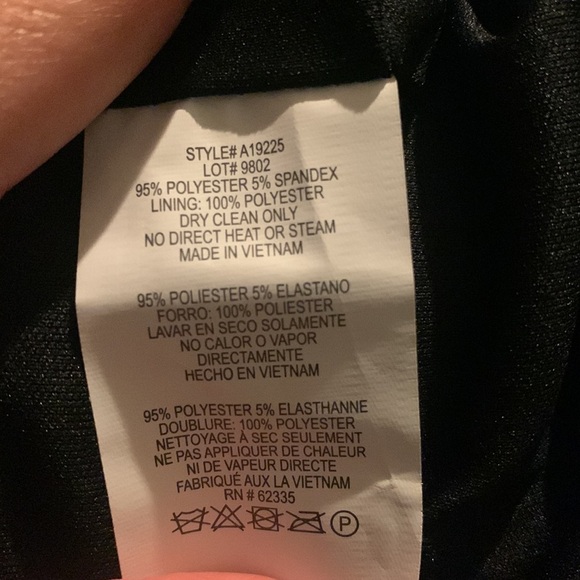 STYLE# A19225
LOT# 9802
95% POLYESTER 5% SPANDEX
LINING: 100% POLYESTER
DRY CLEAN ONLY
NO DIRECT HEAT OR STEAM
MADE IN VIETNAM
95% POLIESTER 5% ELASTANO
FORRO: 100% POLIESTER
LAVAR EN SECO SOLAMENTE
NO CALOR O VAPOR
DIRECTAMENTE
HECHO EN VIETNAM
95% POLYESTER 5% ELASTHANNE
DOUBLURE: 100% POLYESTER
NETTOYAGE À SEC SEULEMENT
NE PAS APPLIQUER DE CHALEUR
NI DE VAPEUR DIRECTE
FABRIQUÉ AUX LA VIETNAM
RN # 62335
P